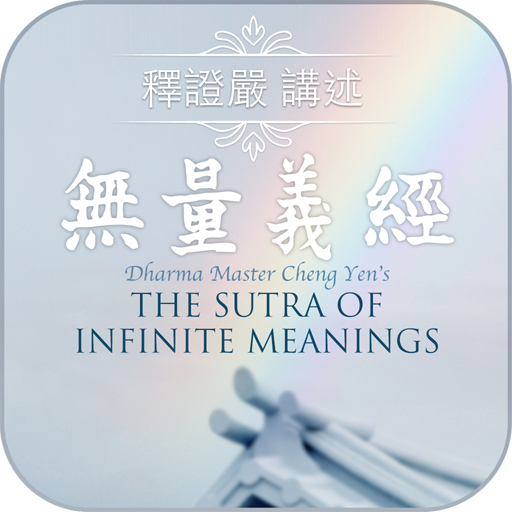 釋證嚴 講述
無量義經
Dharma Master Cheng Yen's
THE SUTRA OF
INFINITE MEANINGS